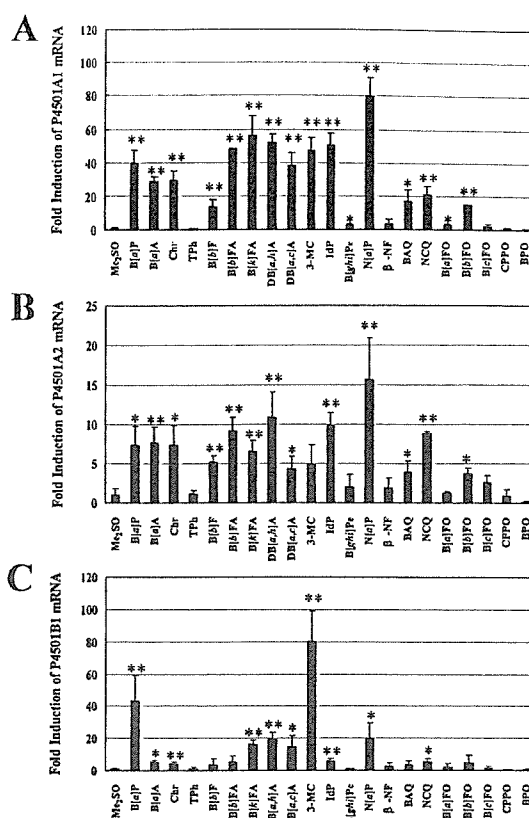 A
Fold Induction of P4501A1 mRNA
120
100
80
60
40
20
0
** ** ** ** ** ** ** ** ** ** * ** * ** * **
Me₂SO B[a]P B[a]A Chr TPh B[b]F B[b]FA B[k]FA DB[a,h]A DB[a,c]A 3-MC IdP B[ghi]Pe N[a]P β-NF BAQ NCQ B[a]FO B[b]FO B[c]FO CPPO BPO
B
Fold Induction of P4501A2 mRNA
25
20
15
10
5
0
* ** * ** ** ** ** * ** ** * ** *
Me₂SO B[a]P B[a]A Chr TPh B[b]F B[b]FA B[k]FA DB[a,h]A DB[a,c]A 3-MC IdP B[ghi]Pe N[a]P β-NF BAQ NCQ B[a]FO B[b]FO B[c]FO CPPO BPO
C
Fold Induction of P4501B1 mRNA
120
100
80
60
40
20
0
** * ** ** ** * ** ** * *
Me₂SO B[a]P B[a]A Chr TPh B[b]F B[b]FA B[k]FA DB[a,h]A DB[a,c]A 3-MC IdP [ghi]Pe N[a]P β-NF BAQ NCQ B[a]FO B[b]FO B[c]FO CPPO BPO